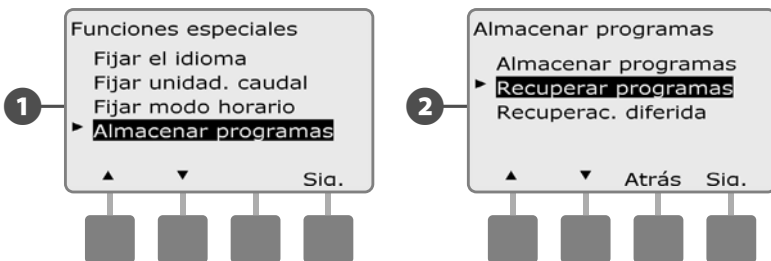 Funciones especiales
Fijar el idioma
Fijar unidad. caudal
Fijar modo horario
► Almacenar programas
▲ ▼ Sig.
1
Almacenar programas
Almacenar programas
► Recuperar programas
Recuperac. diferida
▲ ▼ Atrás Sig.
2